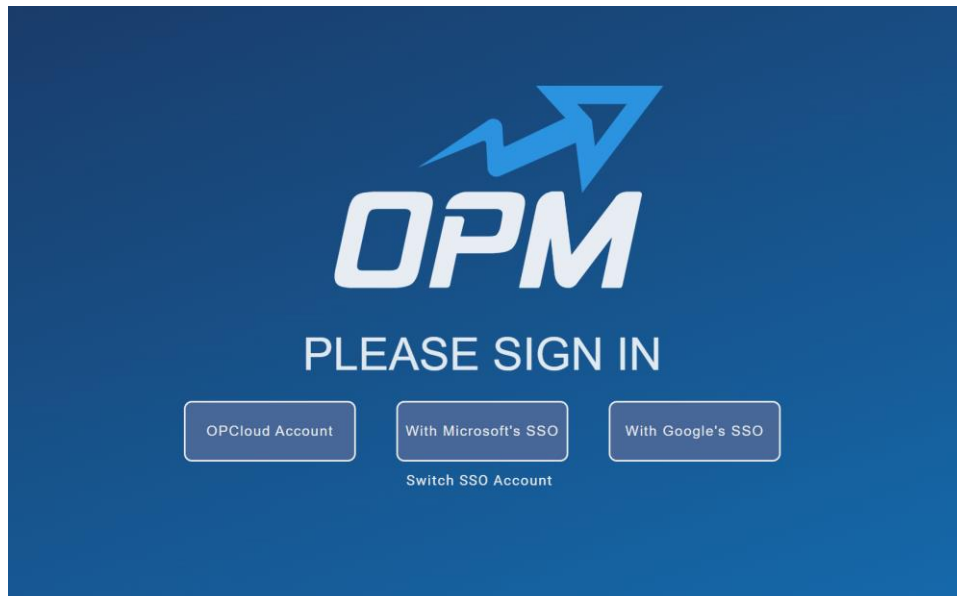 OPM
PLEASE SIGN IN
OPCloud Account
With Microsoft's SSO
With Google's SSO
Switch SSO Account